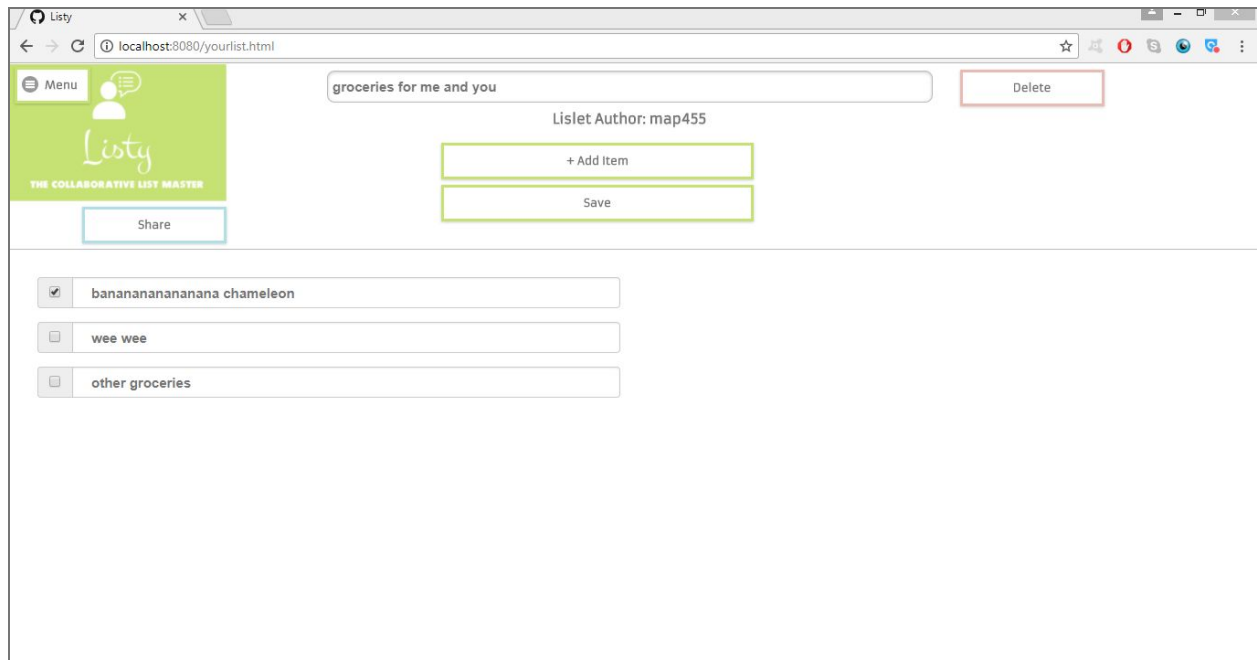 Listy
localhost:8080/yourlist.html
Menu
Listy
THE COLLABORATIVE LIST MASTER
Share
groceries for me and you
Lislet Author: map455
+ Add Item
Save
Delete
bananananananana chameleon
wee wee
other groceries